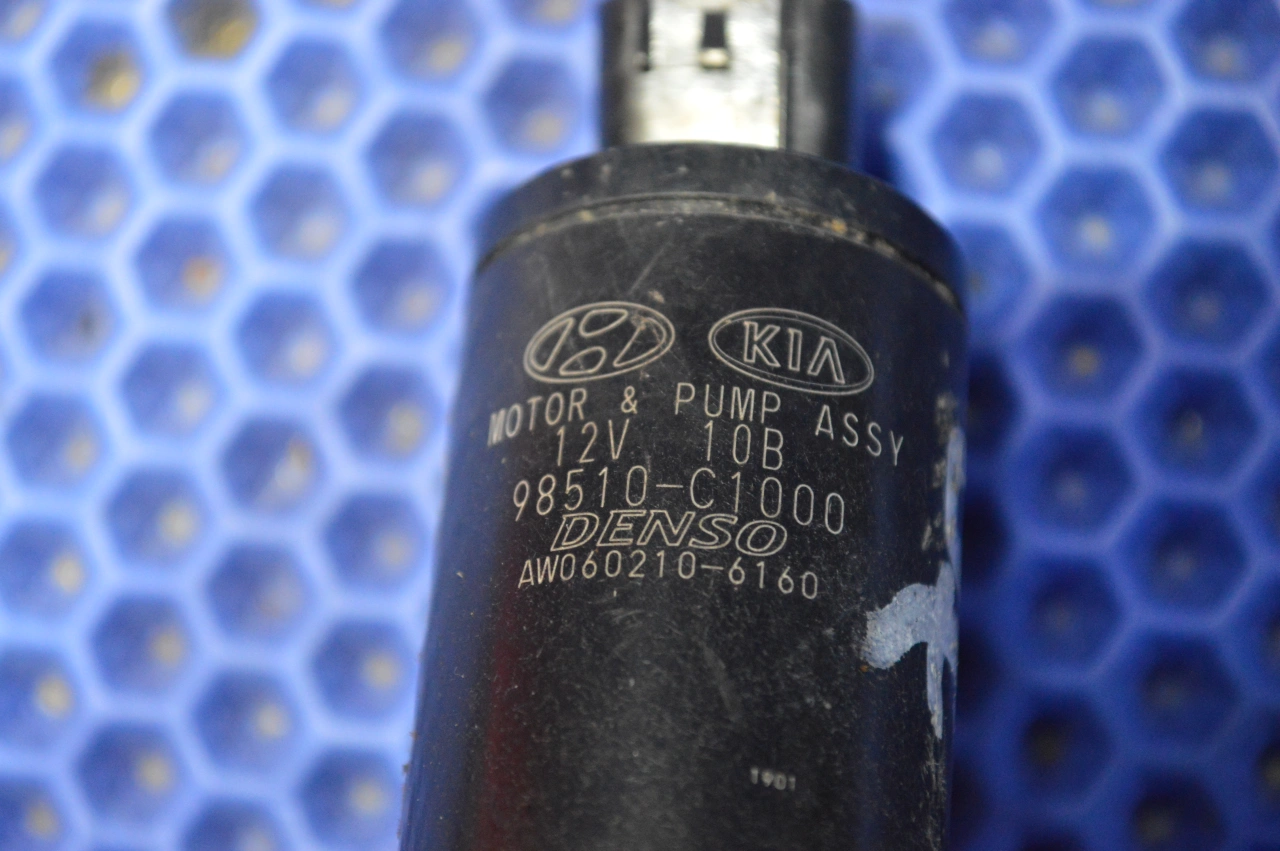 KIA
MOTOR & PUMP ASSY
12V 10B
98510-C1000
DENSO
AW060210-6160
1901